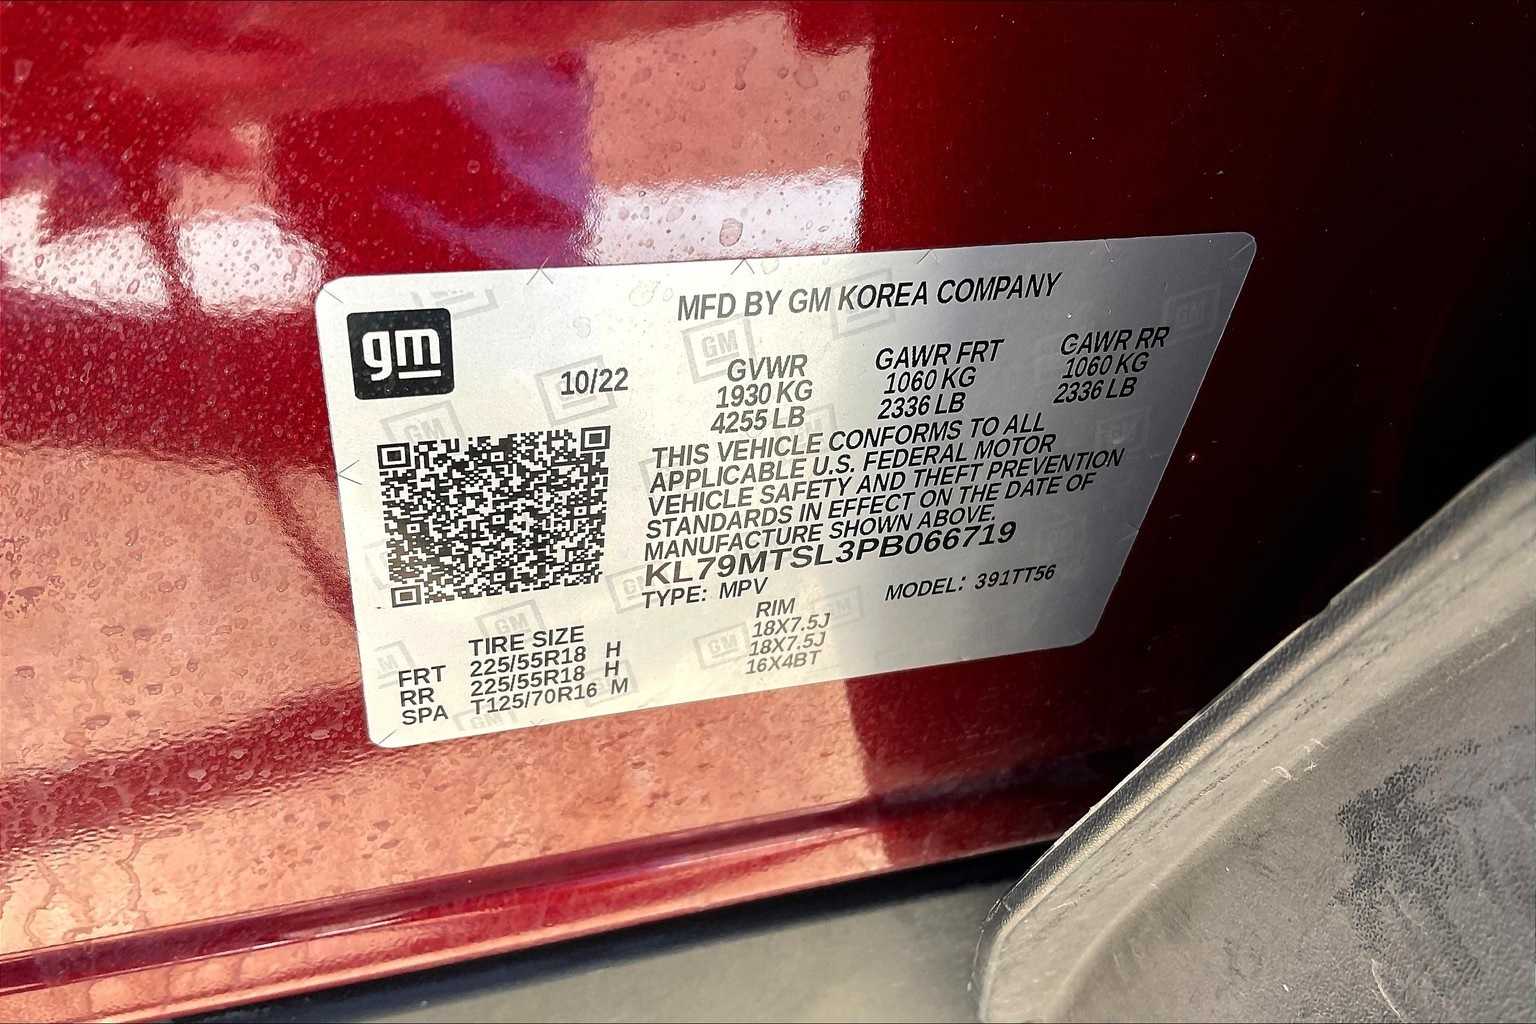 MFD BY GM KOREA COMPANY
gm
10/22
GVWR GAWR FRT GAWR RR
1930 KG 1060 KG 1060 KG
4255 LB 2336 LB 2336 LB
THIS VEHICLE CONFORMS TO ALL
APPLICABLE U.S. FEDERAL MOTOR
VEHICLE SAFETY AND THEFT PREVENTION
STANDARDS IN EFFECT ON THE DATE OF
MANUFACTURE SHOWN ABOVE.
KL79MTSL3PB066719
TYPE: MPV MODEL: 391TT56
TIRE SIZE RIM
FRT 225/55R18 H 18X7.5J
RR 225/55R18 H 18X7.5J
SPA T125/70R16 M 16X4BT